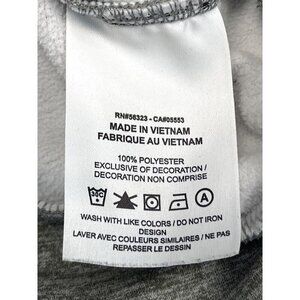 RN#56323 - CA#05553
MADE IN VIETNAM
FABRIQUE AU VIETNAM
100% POLYESTER
EXCLUSIVE OF DECORATION /
DECORATION NON COMPRISE
30C
A
WASH WITH LIKE COLORS / DO NOT IRON
DESIGN
LAVER AVEC COULEURS SIMILAIRES / NE PAS
REPASSER LE DESSIN